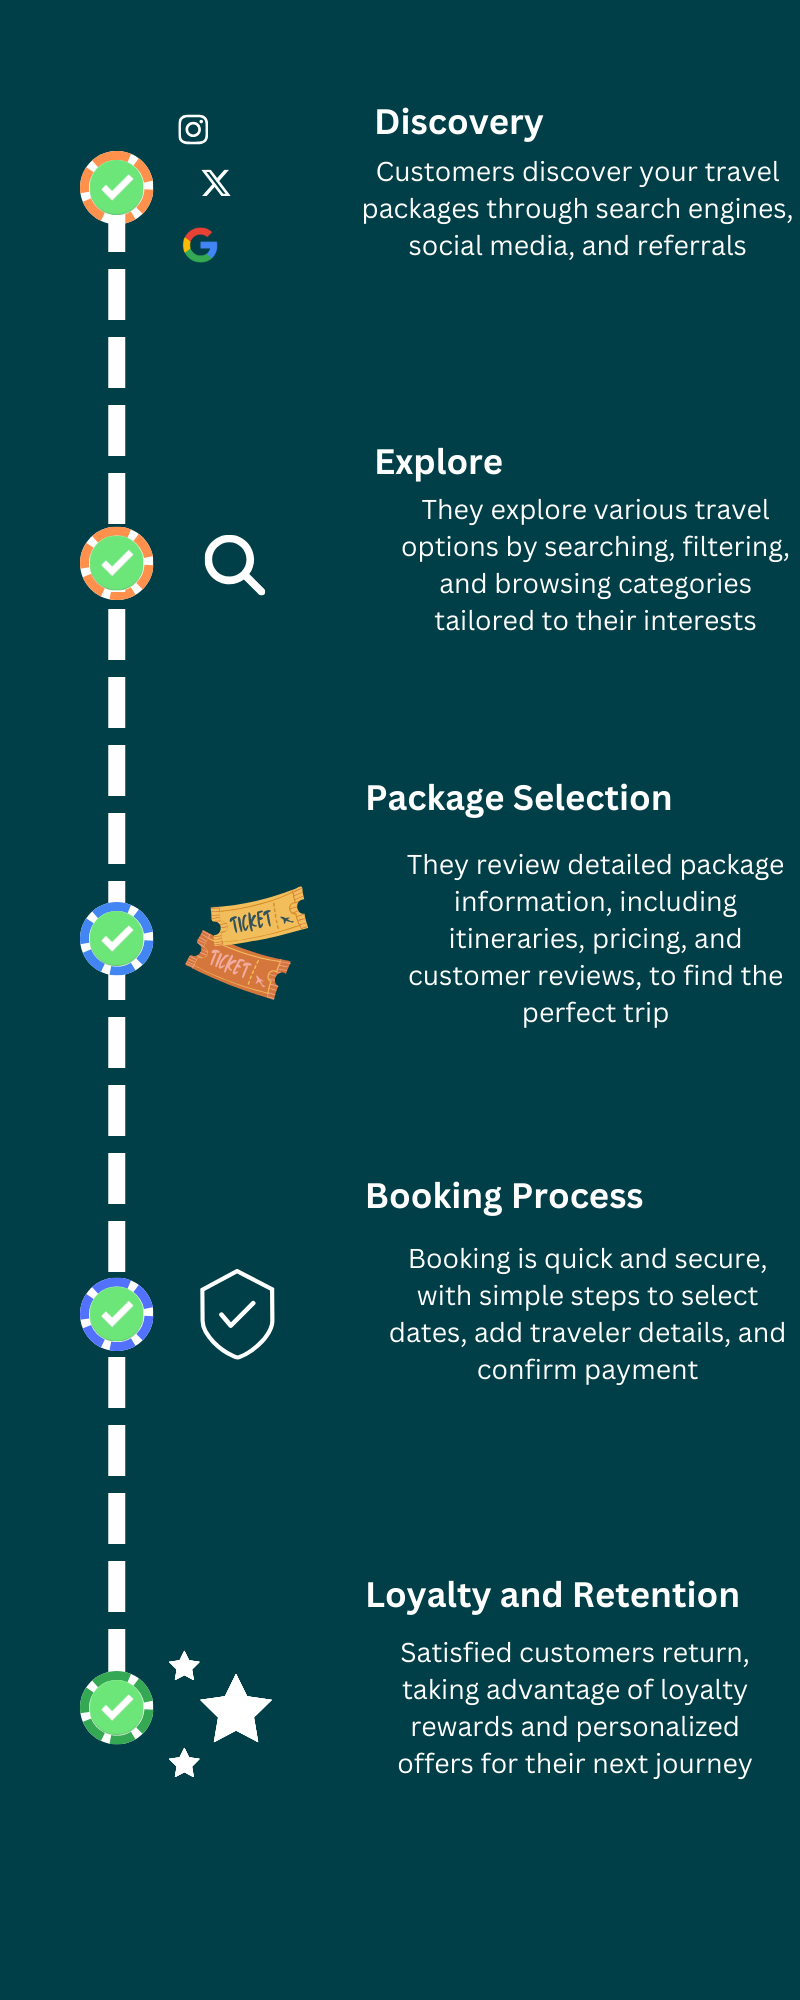 Discovery
Customers discover your travel
packages through search engines,
social media, and referrals
Explore
They explore various travel
options by searching, filtering,
and browsing categories
tailored to their interests
Package Selection
They review detailed package
information, including
itineraries, pricing, and
customer reviews, to find the
perfect trip
TICKET
TICKET
Booking Process
Booking is quick and secure,
with simple steps to select
dates, add traveler details, and
confirm payment
Loyalty and Retention
Satisfied customers return,
taking advantage of loyalty
rewards and personalized
offers for their next journey